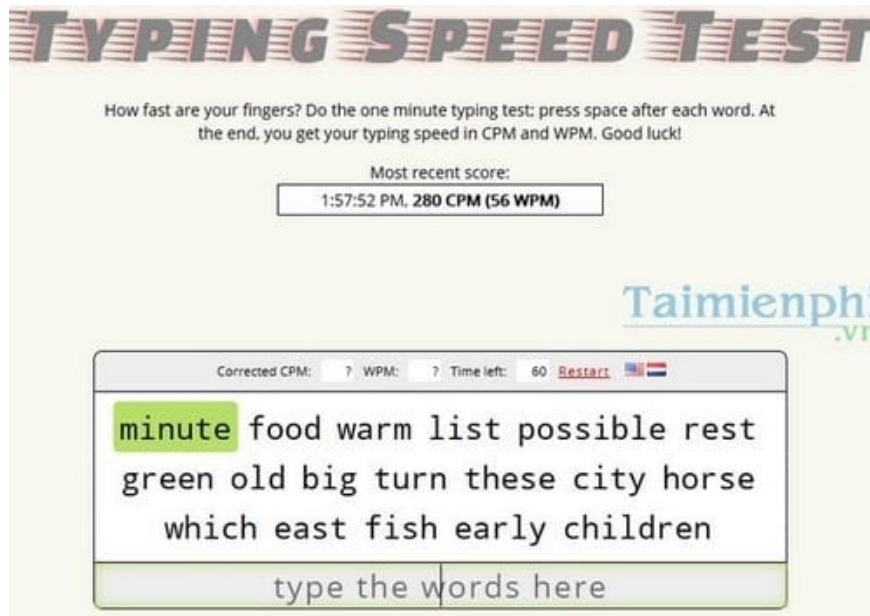 TYPING SPEED TEST
How fast are your fingers? Do the one minute typing test: press space after each word. At
the end, you get your typing speed in CPM and WPM. Good luck!
Most recent score:
1:57:52 PM, 280 CPM (56 WPM)
Taimienphi
.vn
Corrected CPM: ? WPM: ? Time left: 60 Restart
minute food warm list possible rest
green old big turn these city horse
which east fish early children
type the words here